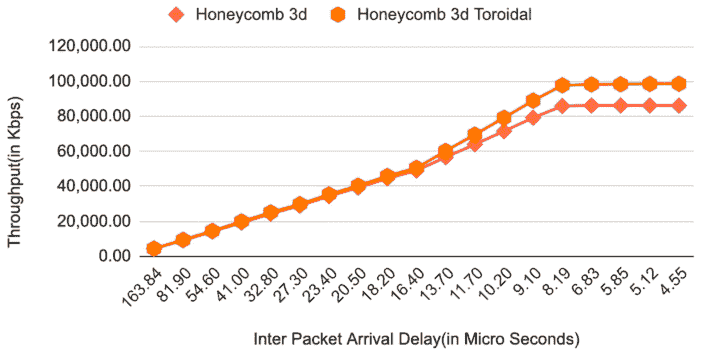 Honeycomb 3d Honeycomb 3d Toroidal
120,000.00
100,000.00
80,000.00
60,000.00
40,000.00
20,000.00
0.00
Throughput(in Kbps)
163.84 81.90 54.60 41.00 32.80 27.30 23.40 20.50 18.20 16.40 13.70 11.70 10.20 9.10 8.19 6.83 5.85 5.12 4.55
Inter Packet Arrival Delay(in Micro Seconds)